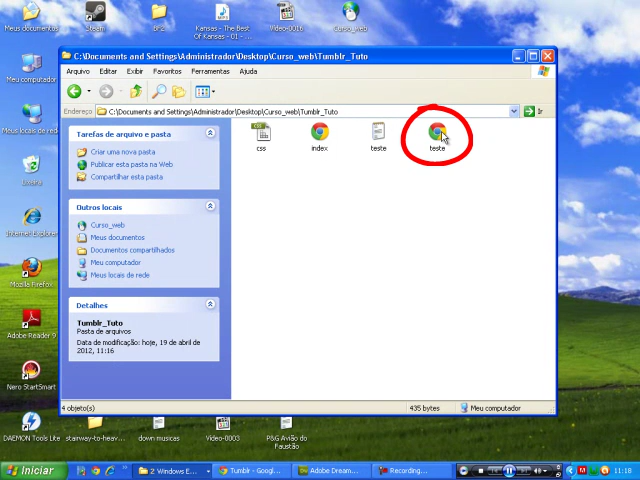 Meus documentos
Steam
BF2
Kansas - The Best
Of Kansas - 01 - ...
Video-0016
Curso_web
C:\Documents and Settings\Administrador\Desktop\Curso_web\Tumblr_Tuto
Arquivo Editar Exibir Favoritos Ferramentas Ajuda
Endereço C:\Documents and Settings\Administrador\Desktop\Curso_web\Tumblr_Tuto Ir
Meu computador
Meus locais de rede
Lixeira
Internet Explorer
Mozilla Firefox
Adobe Reader 9
Nero StartSmart
Tarefas de arquivo e pasta
Criar uma nova pasta
Publicar esta pasta na Web
Compartilhar esta pasta
Outros locais
Curso_web
Meus documentos
Documentos compartilhados
Meu computador
Meus locais de rede
Detalhes
Tumblr_Tuto
Pasta de arquivos
Data de modificação: hoje, 19 de abril de
2012, 11:16
CSS
css
index
teste
teste
4 objeto(s)
435 bytes
Meu computador
DAEMON Tools Lite
stairway-to-heav...
down musicas
Video-0003
P&G Avião do
Faustão
Iniciar
2 Windows E...
Tumblr - Googl...
Adobe Dream...
Recording...
11:18